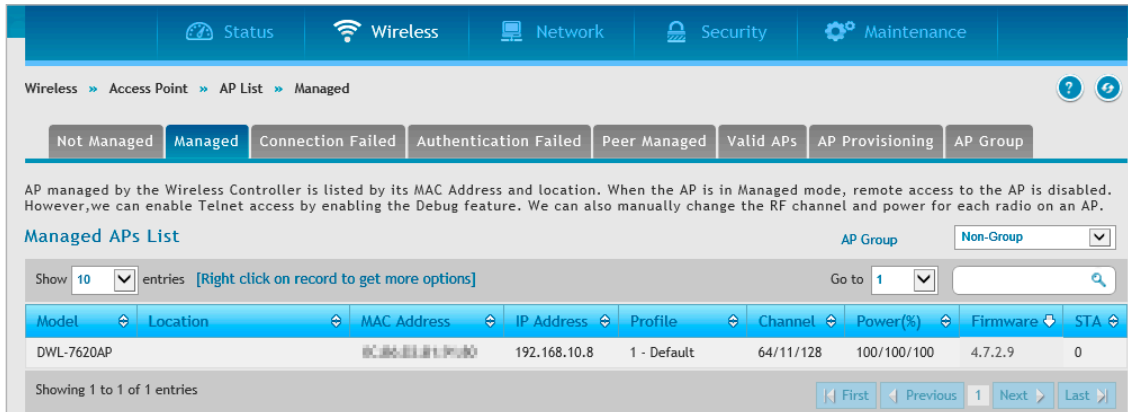 Status Wireless Network Security Maintenance
Wireless » Access Point » AP List » Managed
Not Managed Managed Connection Failed Authentication Failed Peer Managed Valid APs AP Provisioning AP Group
AP managed by the Wireless Controller is listed by its MAC Address and location. When the AP is in Managed mode, remote access to the AP is disabled.
However,we can enable Telnet access by enabling the Debug feature. We can also manually change the RF channel and power for each radio on an AP.
Managed APs List AP Group Non-Group
Show 10 entries [Right click on record to get more options] Go to 1
Model Location MAC Address IP Address Profile Channel Power(%) Firmware STA
DWL-7620AP 192.168.10.8 1 - Default 64/11/128 100/100/100 4.7.2.9 0
Showing 1 to 1 of 1 entries First Previous 1 Next Last